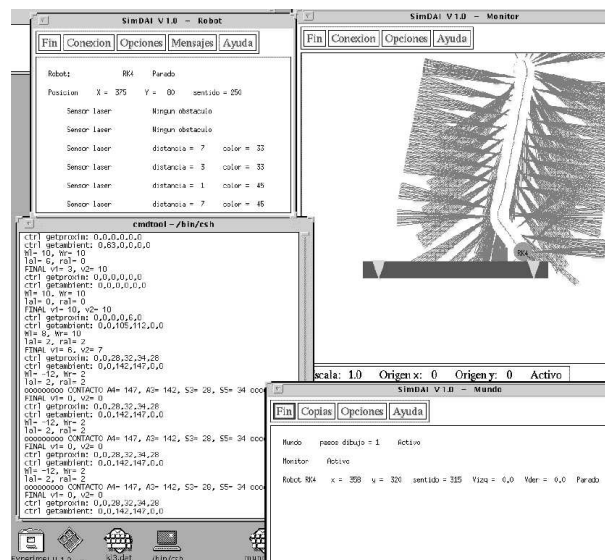 SimDAI V 1.0 - Robot
Fin Conexion Opciones Mensajes Ayuda
Robot: RK4 Parado
Posicion X = 375 Y = 80 sentido = 250
Sensor laser Ningun obstaculo
Sensor laser Ningun obstaculo
Sensor laser distancia = 7 color = 33
Sensor laser distancia = 3 color = 33
Sensor laser distancia = 1 color = 45
Sensor laser distancia = 7 color = 45
SimDAI V 1.0 - Monitor
Fin Conexion Opciones Ayuda
RK4
scala: 1.0 Origen x: 0 Origen y: 0 Activo
cmdtool - /bin/csh
ctrl getproxim: 0,0,0,0,0,0
ctrl getambient: 0,63,0,0,0,0
Wl= 10, Wr= 10
lal= 6, ral= 0
FINAL v1= 3, v2= 10
ctrl getproxim: 0,0,0,0,0,0
ctrl getambient: 0,0,0,0,0,0
Wl= 10, Wr= 10
lal= 0, ral= 0
FINAL v1= 10, v2= 10
ctrl getproxim: 0,0,0,0,6,0
ctrl getambient: 0,0,105,112,0,0
Wl= 8, Wr= 10
lal= 2, ral= 2
FINAL v1= 6, v2= 7
ctrl getproxim: 0,0,28,32,34,28
ctrl getambient: 0,0,142,147,0,0
Wl= -12, Wr= 2
lal= 2, ral= 2
ooooooooo CONTACTO A4= 147, A3= 142, S3= 28, S5= 34 oooo
FINAL v1= 0, v2= 0
ctrl getproxim: 0,0,28,32,34,28
ctrl getambient: 0,0,142,147,0,0
Wl= -12, Wr= 2
lal= 2, ral= 2
ooooooooo CONTACTO A4= 147, A3= 142, S3= 28, S5= 34 oooo
FINAL v1= 0, v2= 0
ctrl getproxim: 0,0,28,32,34,28
ctrl getambient: 0,0,142,147,0,0
Wl= -12, Wr= 2
lal= 2, ral= 2
ooooooooo CONTACTO A4= 147, A3= 142, S3= 28, S5= 34 oooo
FINAL v1= 0, v2= 0
ctrl getproxim: 0,0,28,32,34,28
ctrl getambient: 0,0,142,147,0,0
SimDAI V 1.0 - Mundo
Fin Copias Opciones Ayuda
Mundo pasos dibujo = 1 Activo
Monitor Activo
Robot RK4 x = 358 y = 320 sentido = 315 Vizq = 0,0 Vder = 0,0 Parado
/bin/csh